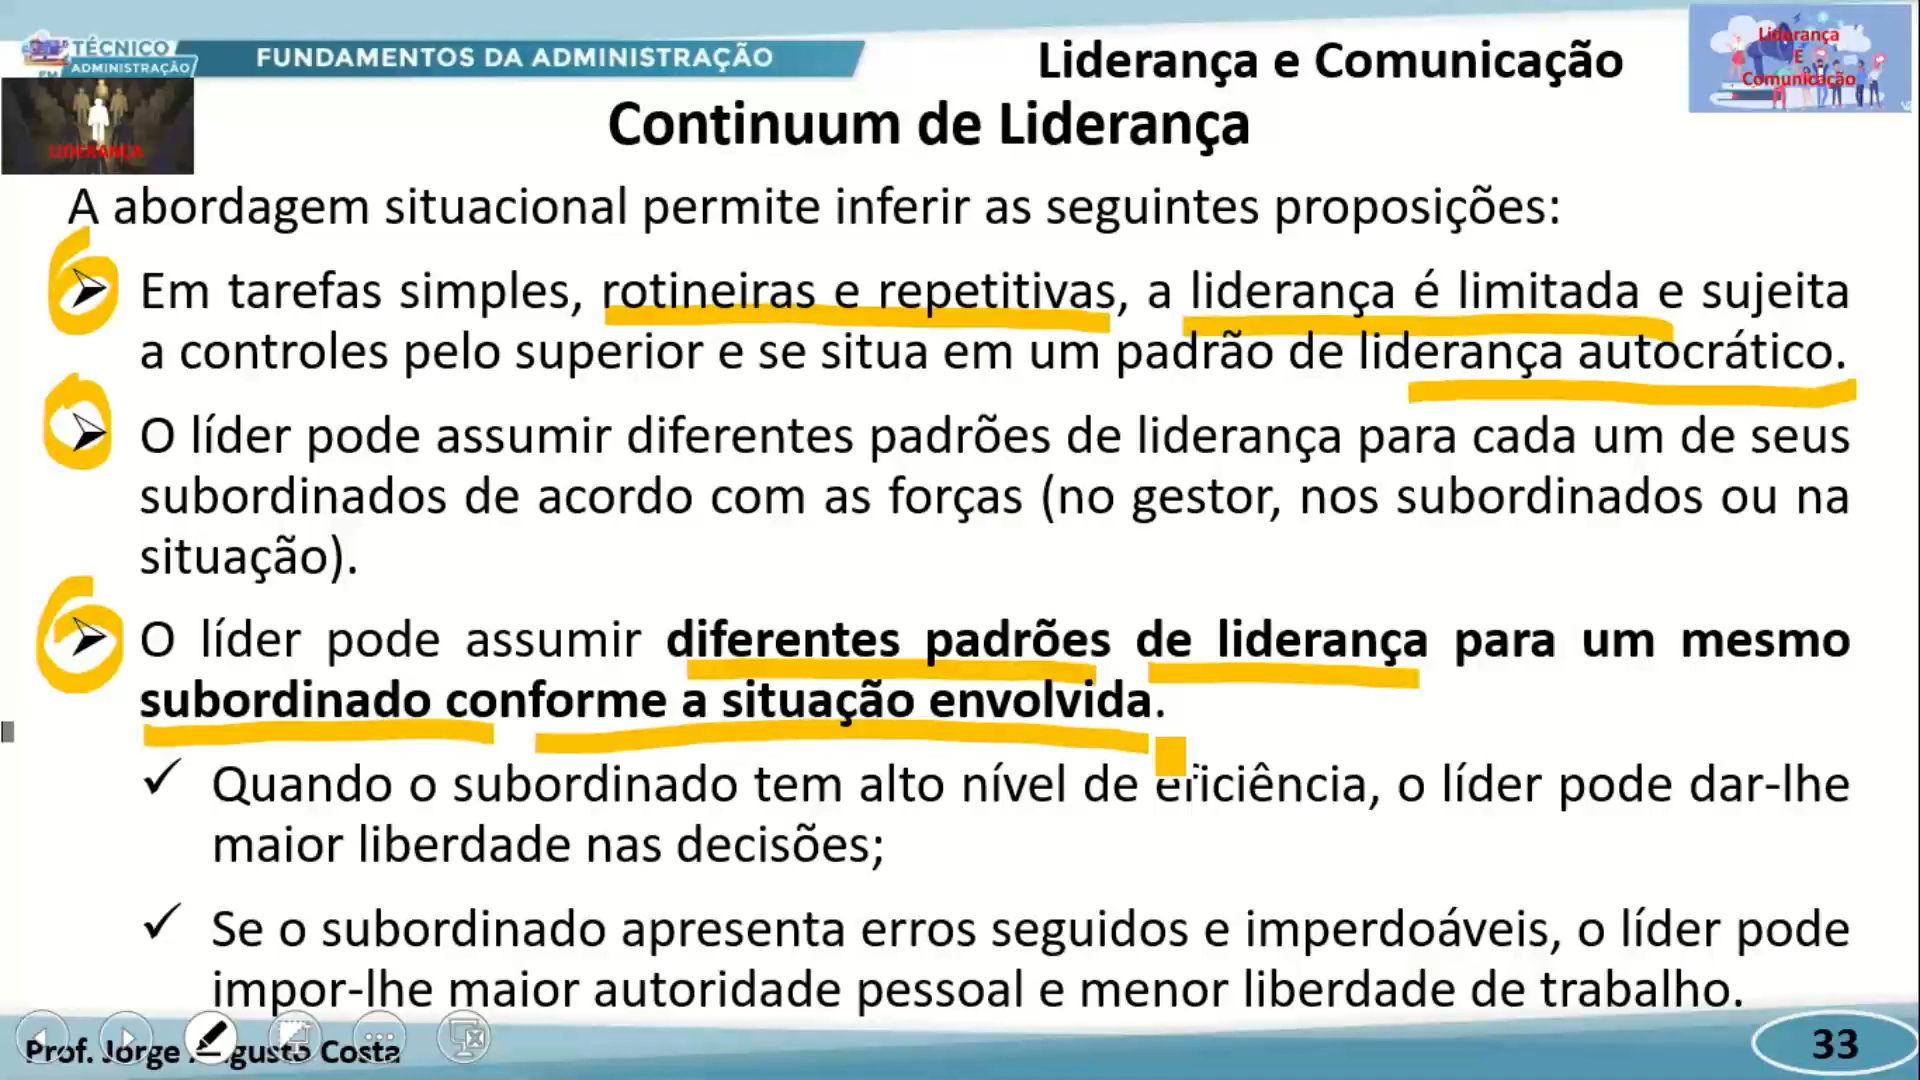 TÉCNICO
EM ADMINISTRAÇÃO
FUNDAMENTOS DA ADMINISTRAÇÃO
Liderança e Comunicação
Liderança
E
Comunicação
LIDERANÇA
Continuum de Liderança
A abordagem situacional permite inferir as seguintes proposições:
Em tarefas simples, rotineiras e repetitivas, a liderança é limitada e sujeita
a controles pelo superior e se situa em um padrão de liderança autocrático.
O líder pode assumir diferentes padrões de liderança para cada um de seus
subordinados de acordo com as forças (no gestor, nos subordinados ou na
situação).
O líder pode assumir diferentes padrões de liderança para um mesmo
subordinado conforme a situação envolvida.
Quando o subordinado tem alto nível de eficiência, o líder pode dar-lhe
maior liberdade nas decisões;
Se o subordinado apresenta erros seguidos e imperdoáveis, o líder pode
impor-lhe maior autoridade pessoal e menor liberdade de trabalho.
Prof. Jorge Augusto Costa
33